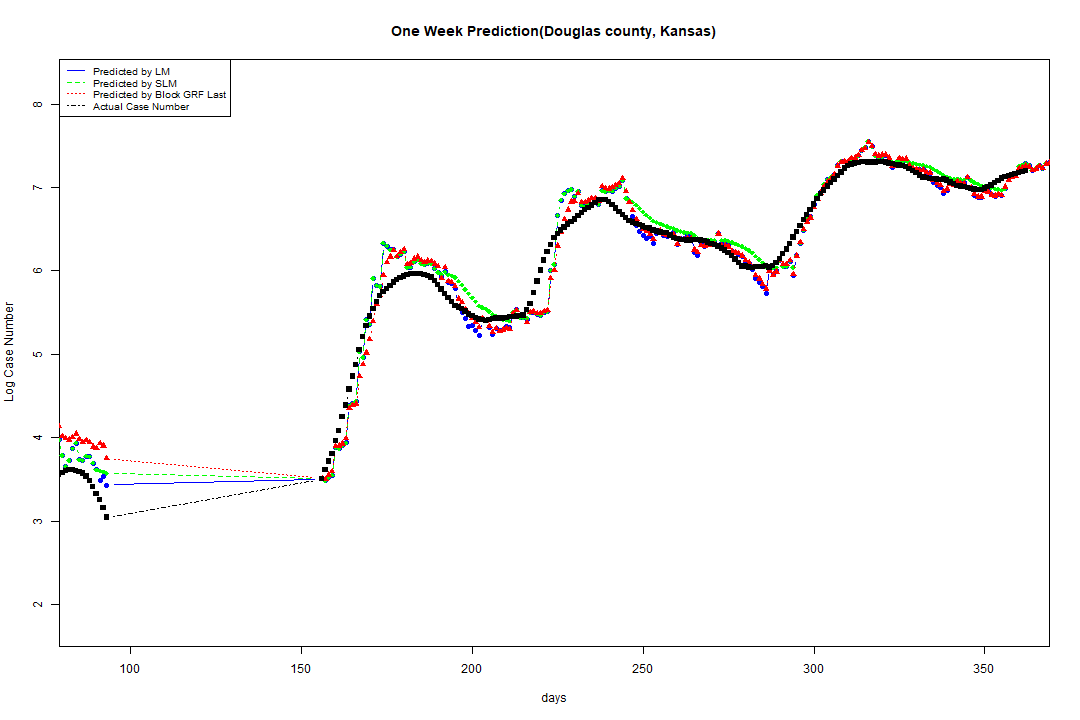 One Week Prediction(Douglas county, Kansas)
Predicted by LM
Predicted by SLM
Predicted by Block GRF Last
Actual Case Number
Log Case Number
8
7
6
5
4
3
2
100 150 200 250 300 350
days